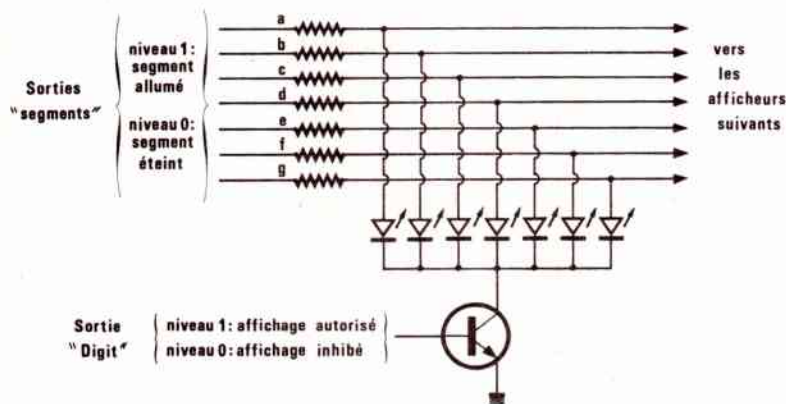 Sorties
"segments"
niveau 1:
segment
allumé
niveau 0:
segment
éteint
a
b
c
d
e
f
g
vers
les
afficheurs
suivants
Sortie
"Digit"
niveau 1: affichage autorisé
niveau 0: affichage inhibé